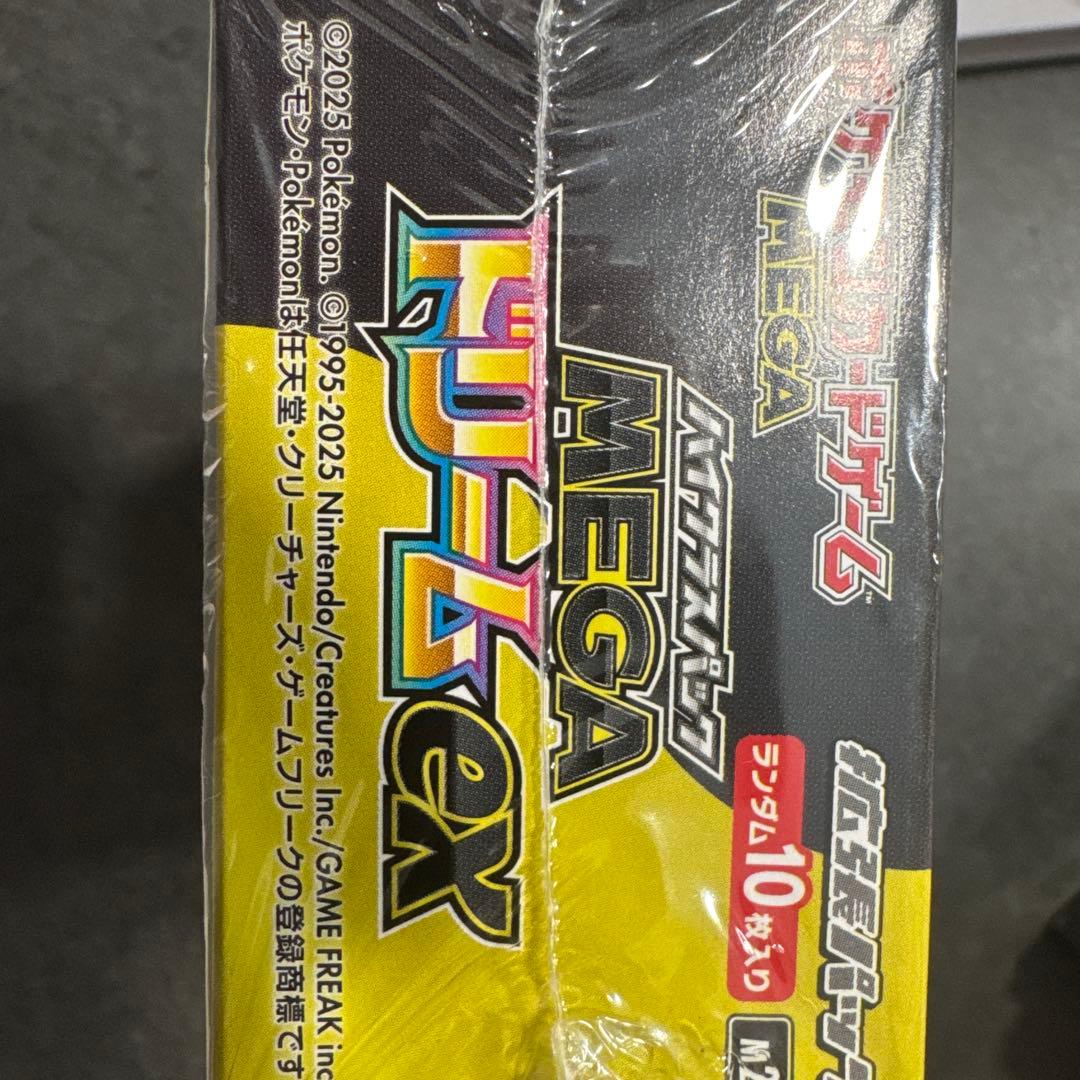 ポケモンカードゲーム™
MEGA
拡張パック
ハイクラスパック
ランダム10枚入り
M2
MEGA
ドリームex
©2025 Pokémon. ©1995-2025 Nintendo/Creatures Inc./GAME FREAK inc.
ポケモン・Pokémonは任天堂・クリーチャーズ・ゲームフリークの登録商標です